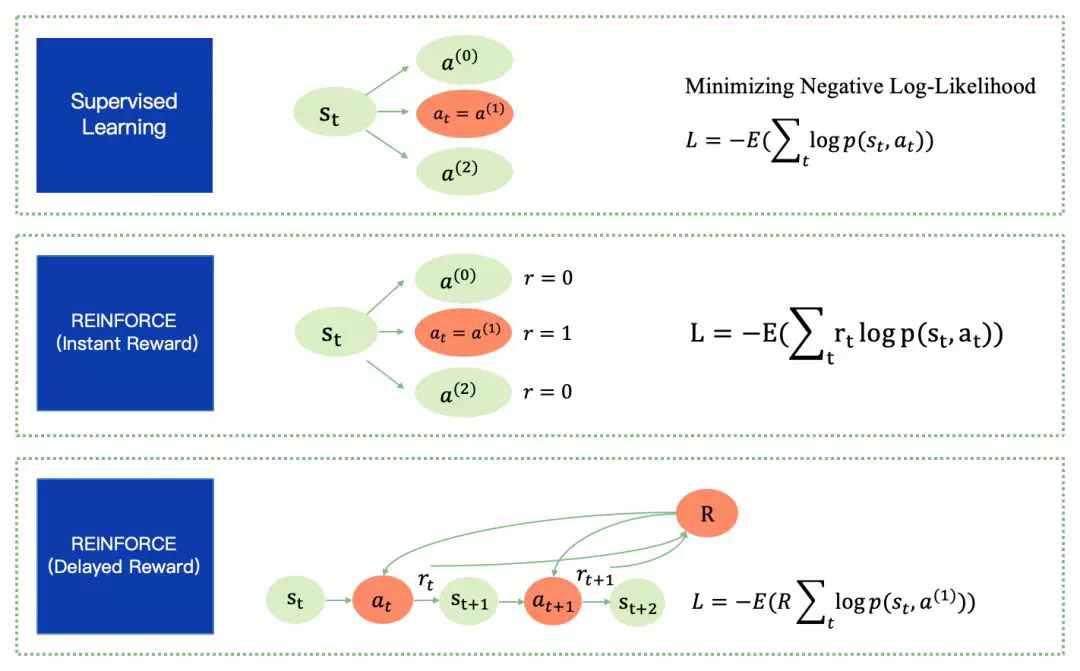 Supervised
Learning
s_t
a^(0)
a_t = a^(1)
a^(2)
Minimizing Negative Log-Likelihood
L = −E(∑_t log p(s_t, a_t))
REINFORCE
(Instant Reward)
s_t
a^(0) r = 0
a_t = a^(1) r = 1
a^(2) r = 0
L = −E(∑_t r_t log p(s_t, a_t))
REINFORCE
(Delayed Reward)
R
r_t r_t+1
s_t a_t s_t+1 a_t+1 s_t+2
L = −E(R ∑_t log p(s_t, a^(1)))